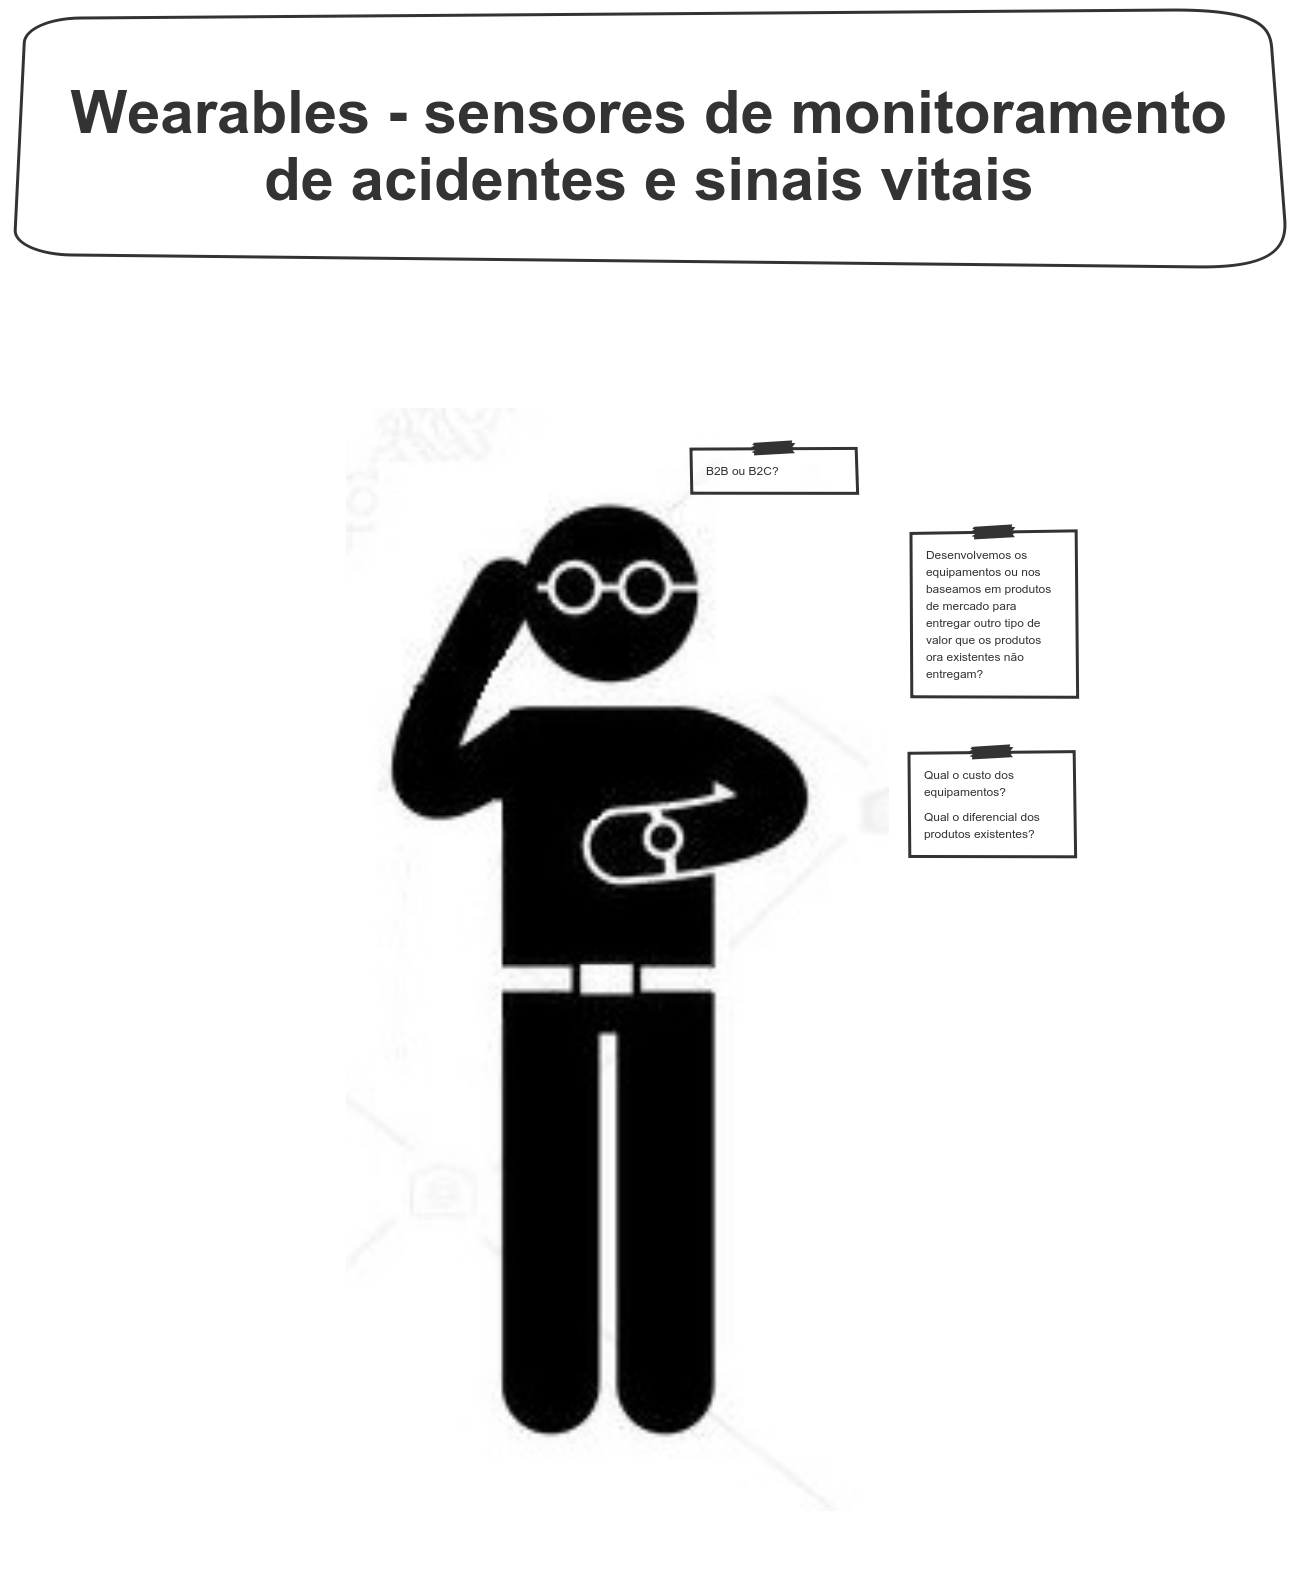 Wearables - sensores de monitoramento
de acidentes e sinais vitais
B2B ou B2C?
Desenvolvemos os
equipamentos ou nos
baseamos em produtos
de mercado para
entregar outro tipo de
valor que os produtos
ora existentes não
entregam?
Qual o custo dos
equipamentos?
Qual o diferencial dos
produtos existentes?